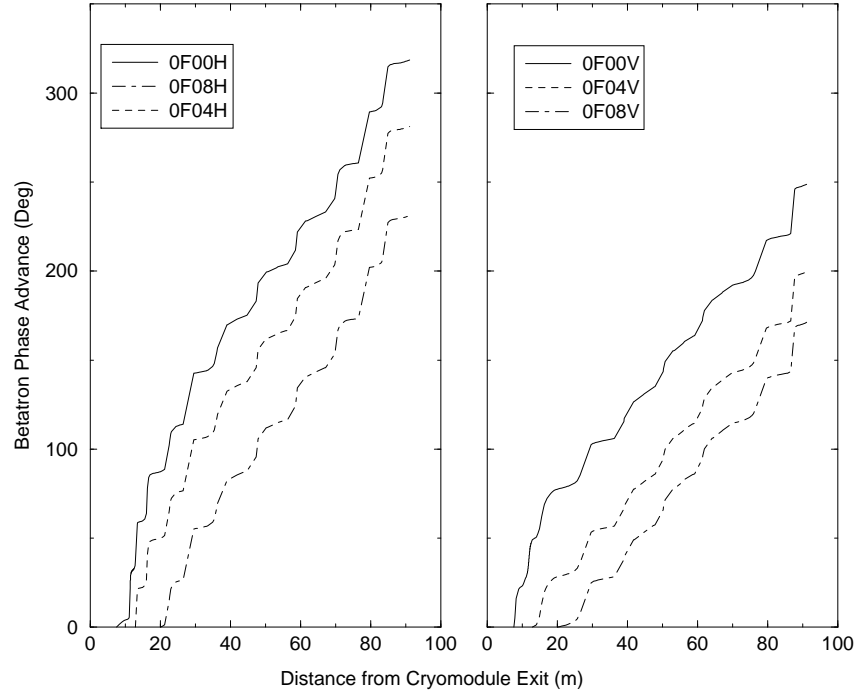 0F00H
0F08H
0F04H
0F00V
0F04V
0F08V
300
200
100
0
0 20 40 60 80 100
0 20 40 60 80 100
Betatron Phase Advance (Deg)
Distance from Cryomodule Exit (m)